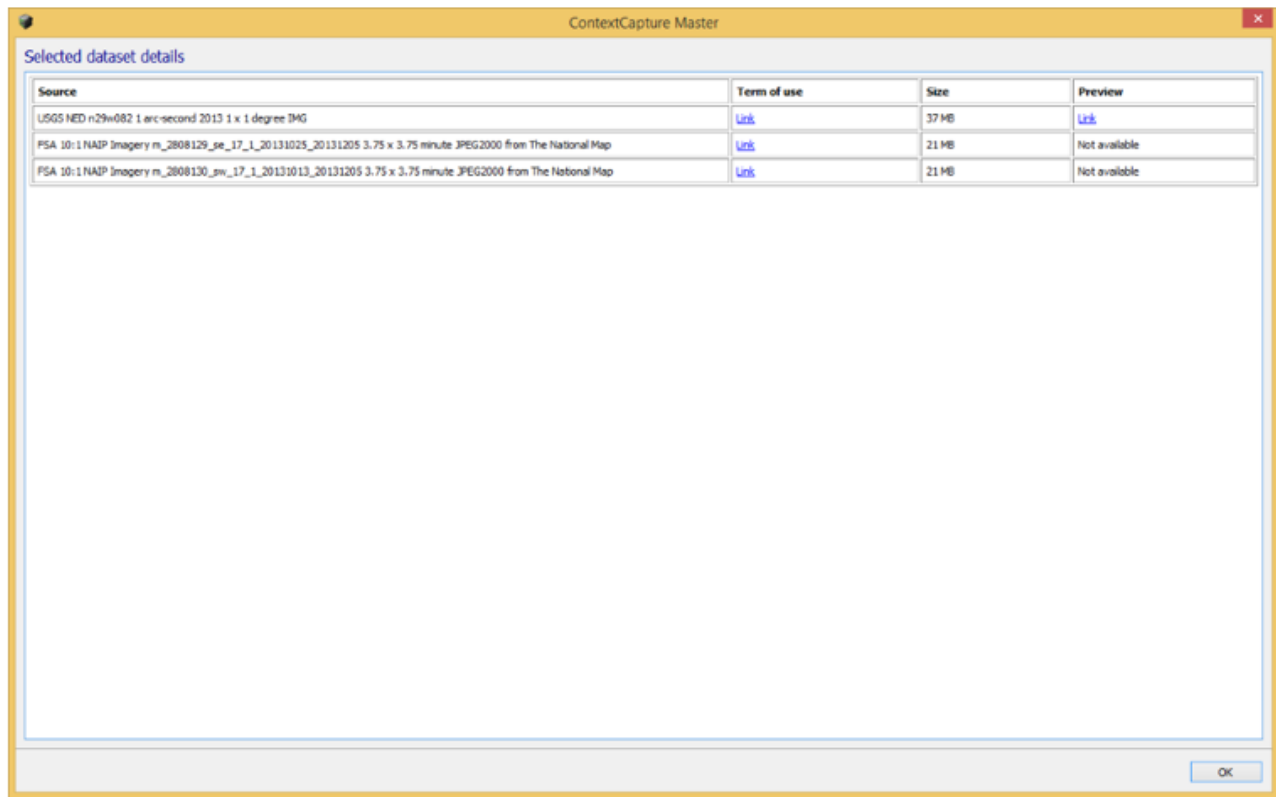 ContextCapture Master
Selected dataset details
Source Term of use Size Preview
USGS NED n29w082 1 arc-second 2013 1 x 1 degree IMG Link 37 MB Link
FSA 10:1 NAIP Imagery m_2808129_se_17_1_20131025_20131205 3.75 x 3.75 minute JPEG2000 from The National Map Link 21 MB Not available
FSA 10:1 NAIP Imagery m_2808130_sw_17_1_20131013_20131205 3.75 x 3.75 minute JPEG2000 from The National Map Link 21 MB Not available
OK